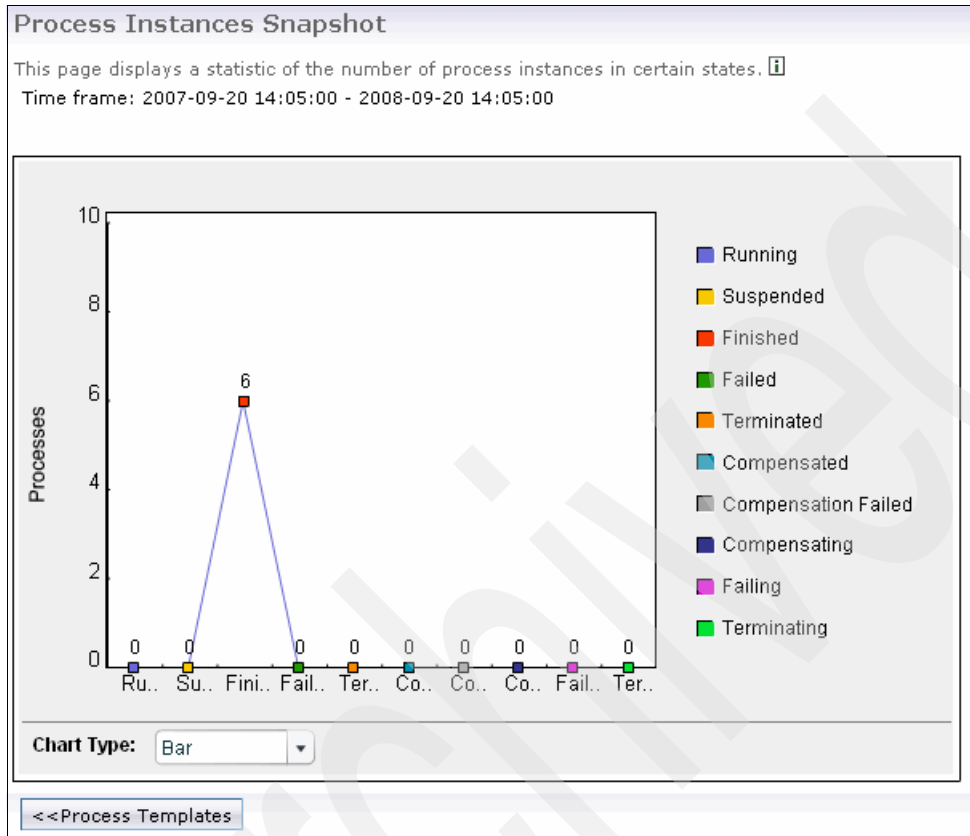 Process Instances Snapshot
This page displays a statistic of the number of process instances in certain states. i
Time frame: 2007-09-20 14:05:00 - 2008-09-20 14:05:00
10
8
6
4
2
0
Processes
6
0 0 0 0 0 0 0 0 0
Ru.. Su.. Fini.. Fail.. Ter.. Co.. Co.. Co.. Fail.. Ter..
Running
Suspended
Finished
Failed
Terminated
Compensated
Compensation Failed
Compensating
Failing
Terminating
Chart Type: Bar
<<Process Templates